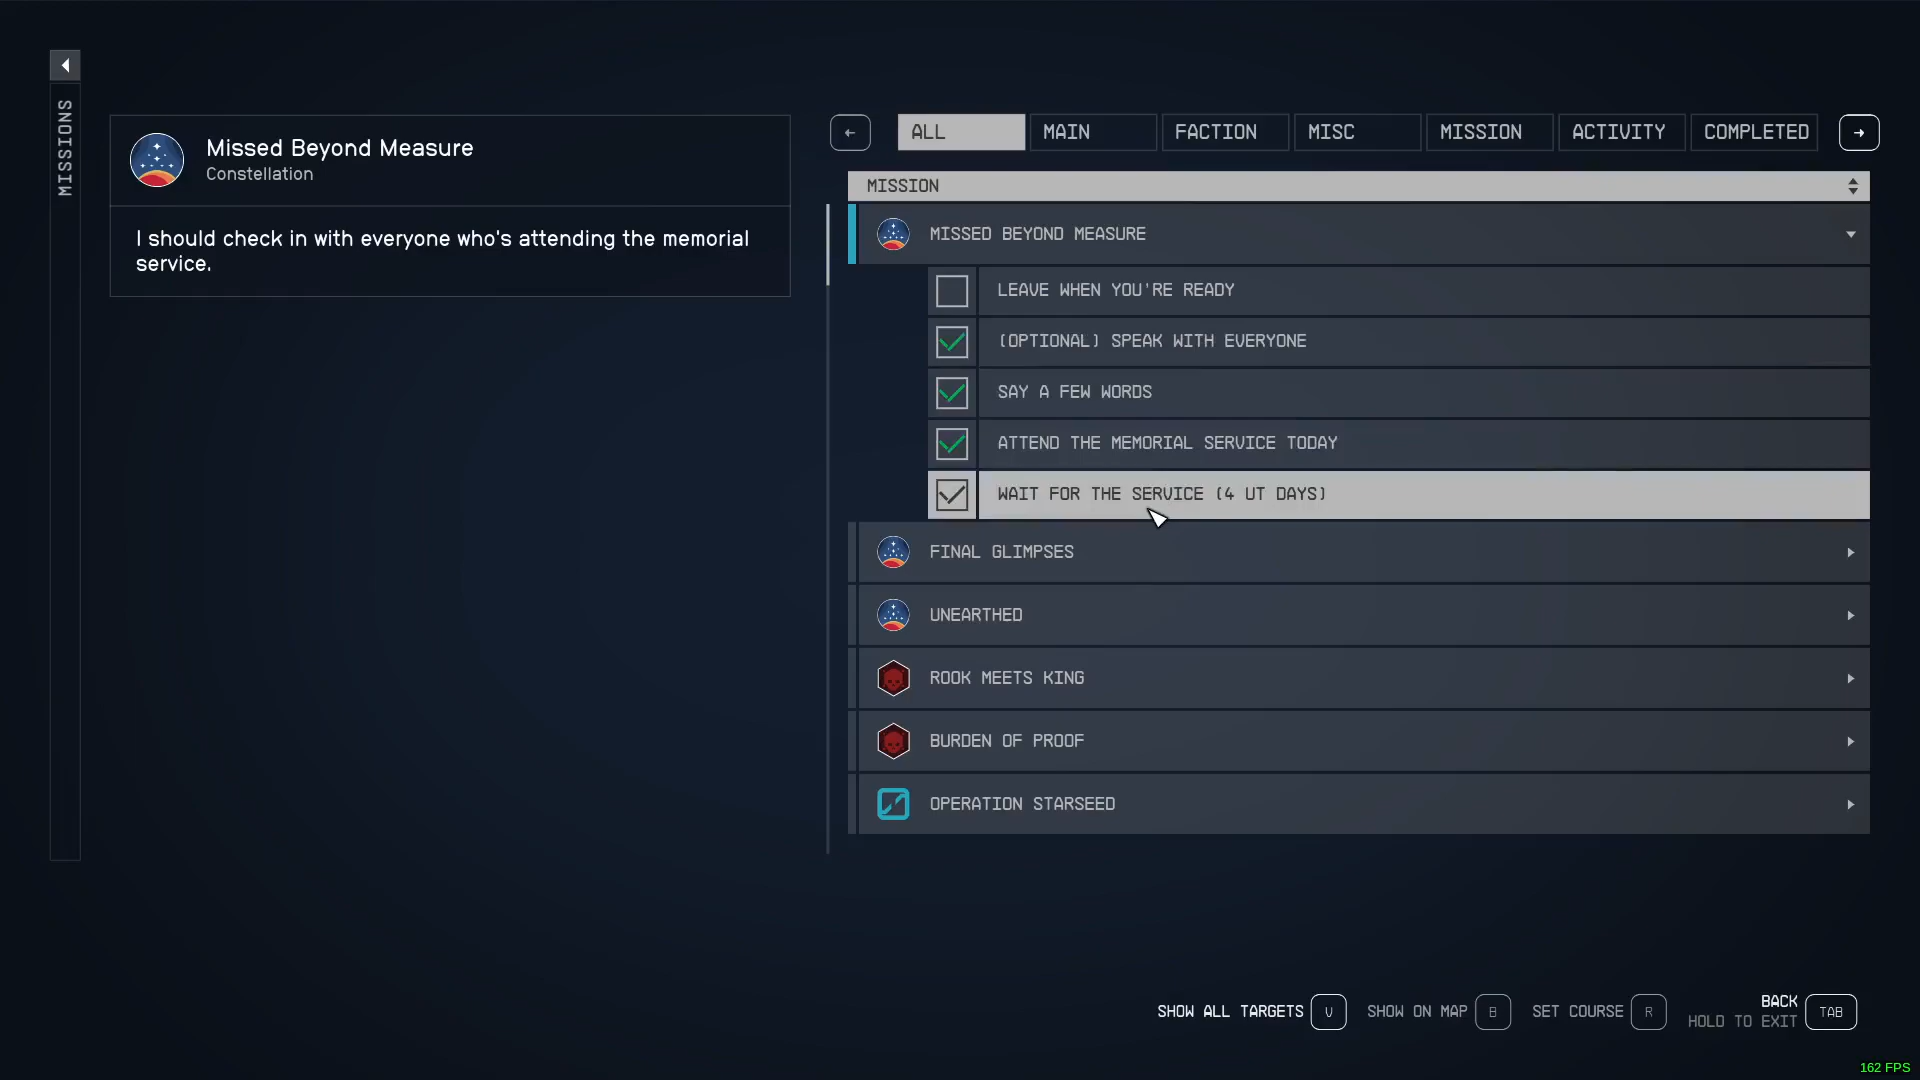 MISSIONS
Missed Beyond Measure
Constellation
I should check in with everyone who's attending the memorial
service.
ALL
MAIN
FACTION
MISC
MISSION
ACTIVITY
COMPLETED
MISSION
MISSED BEYOND MEASURE
LEAVE WHEN YOU'RE READY
(OPTIONAL) SPEAK WITH EVERYONE
SAY A FEW WORDS
ATTEND THE MEMORIAL SERVICE TODAY
WAIT FOR THE SERVICE (4 UT DAYS)
FINAL GLIMPSES
UNEARTHED
ROOK MEETS KING
BURDEN OF PROOF
OPERATION STARSEED
SHOW ALL TARGETS V
SHOW ON MAP B
SET COURSE R
BACK
HOLD TO EXIT
TAB
162 FPS